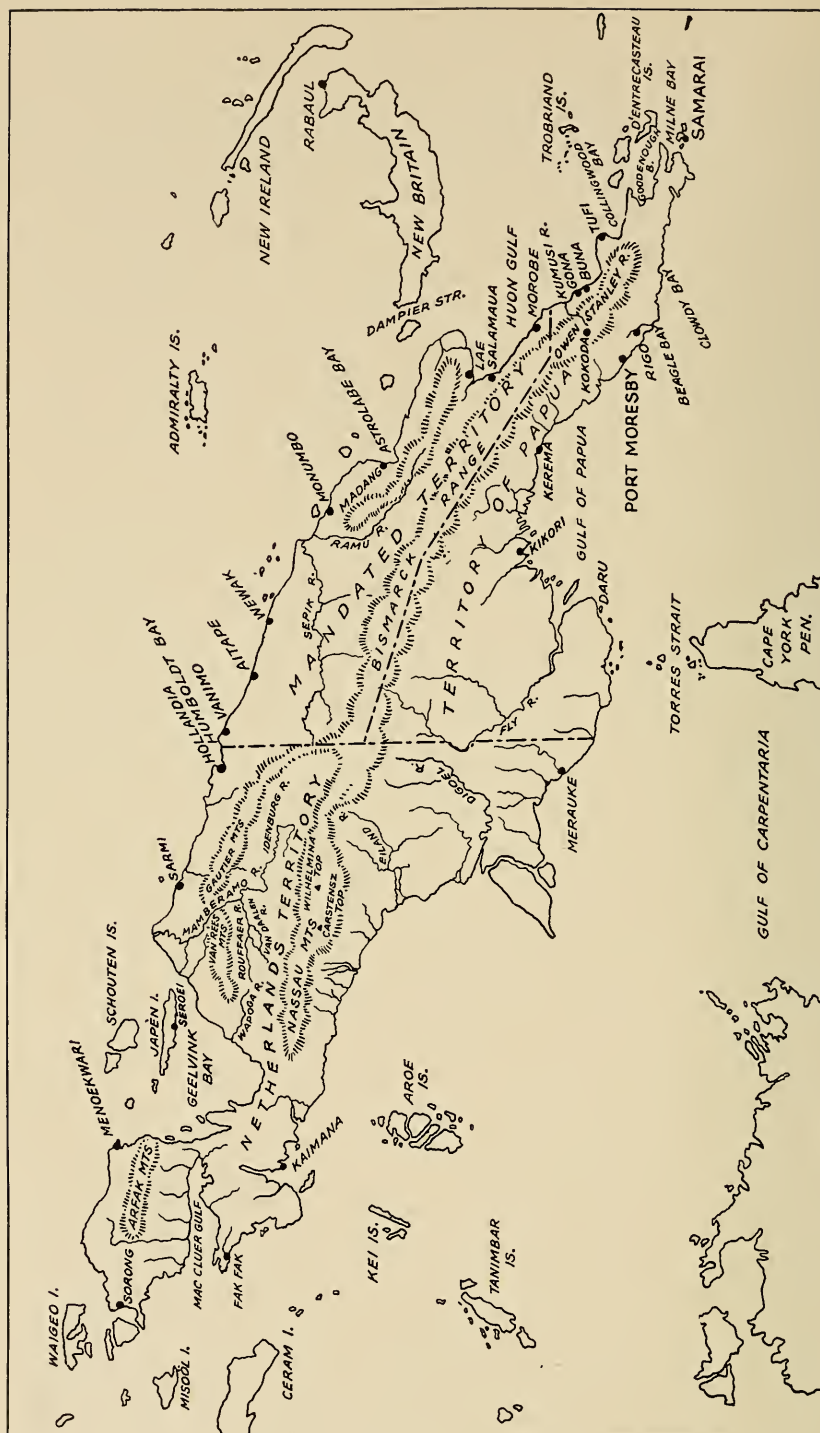 WAIGEO I.
MISOÖL I.
SORONG
ARFAK MTS
MENOEKWARI
MAC CLUER GULF
FAK FAK
CERAM I.
KAIMANA
KEI IS.
AROE
IS.
TANIMBAR
IS.
SCHOUTEN IS.
JAPEN I.
SEROEI
GEELVINK
BAY
NETHERLANDS TERRITORY
WAPOGA R.
VAN REES
MTS
ROUFFAER R.
VAN DALEN
R.
MAMBERAMO R.
NASSAU MTS
CARSTENSZ
TOP
WILHELMINA
TOP
GAUTIER MTS
IDENBURG R.
SARMI
EILAND R.
DIGOEL
R.
MERAUKE
HOLLANDIA
HUMBOLDT BAY
VANIMO
AITAPE
WEWAK
SEPIK R.
MANDATED TERRITORY
BISMARCK
RANGE
RAMU R.
MONUMBO
MADANG
ASTROLABE BAY
ADMIRALTY IS.
NEW IRELAND
RABAUL
NEW BRITAIN
DAMPIER STR.
LAE
SALAMAUA
HUON GULF
MOROBE
KUMUSI R.
GONA
BUNA
TUFI
COLLINGWOOD
BAY
TROBRIAND
IS.
D'ENTRECASTEAU
IS.
GOODENOUGH
B.
MILNE BAY
SAMARAI
OWEN STANLEY R.
KOKODA
TERRITORY OF PAPUA
FLY R.
KIKORI
KEREMA
GULF OF PAPUA
DARU
PORT MORESBY
RIGO
BEAGLE BAY
CLOWDY BAY
TORRES STRAIT
CAPE
YORK
PEN.
GULF OF CARPENTARIA